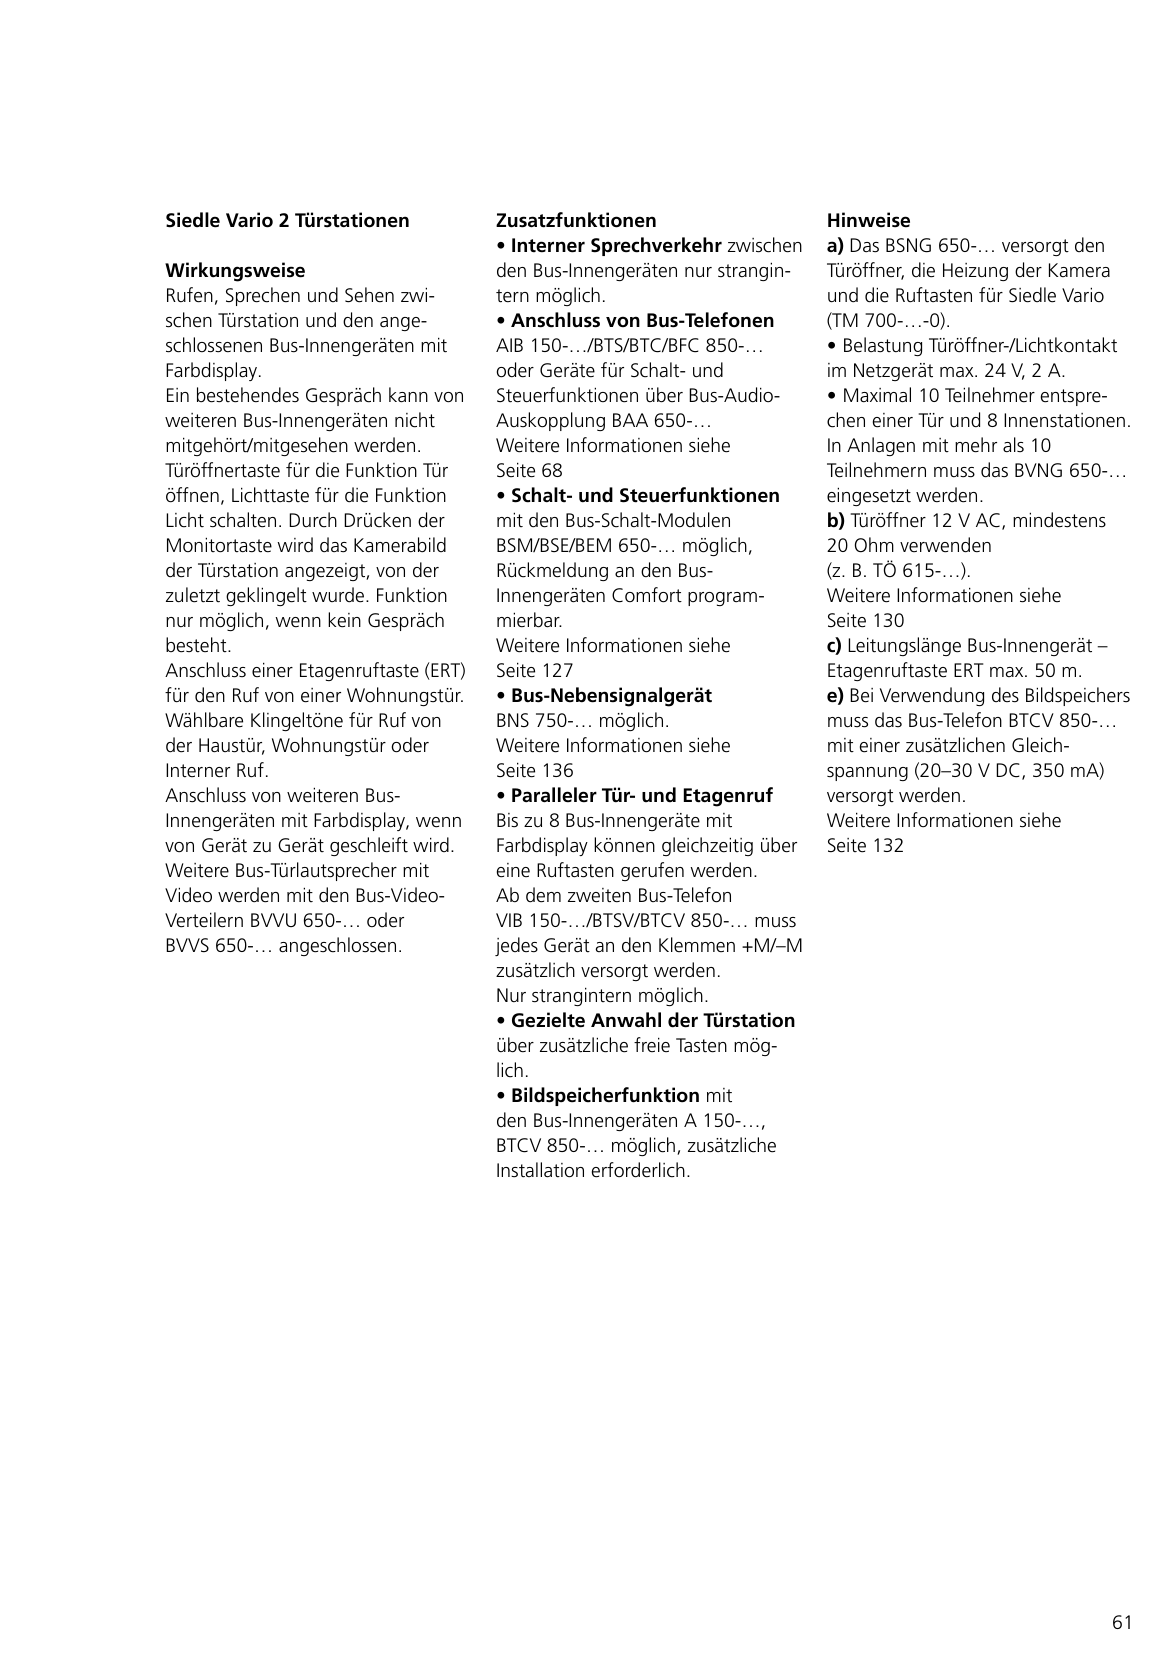 Siedle Vario 2 Türstationen
Wirkungsweise
Rufen, Sprechen und Sehen zwi-
schen Türstation und den ange-
schlossenen Bus-Innengeräten mit
Farbdisplay.
Ein bestehendes Gespräch kann von
weiteren Bus-Innengeräten nicht
mitgehört/mitgesehen werden.
Türöffnertaste für die Funktion Tür
öffnen, Lichttaste für die Funktion
Licht schalten. Durch Drücken der
Monitortaste wird das Kamerabild
der Türstation angezeigt, von der
zuletzt geklingelt wurde. Funktion
nur möglich, wenn kein Gespräch
besteht.
Anschluss einer Etagenruftaste (ERT)
für den Ruf von einer Wohnungstür.
Wählbare Klingeltöne für Ruf von
der Haustür, Wohnungstür oder
Interner Ruf.
Anschluss von weiteren Bus-
Innengeräten mit Farbdisplay, wenn
von Gerät zu Gerät geschleift wird.
Weitere Bus-Türlautsprecher mit
Video werden mit den Bus-Video-
Verteilern BVVU 650-… oder
BVVS 650-… angeschlossen.
Zusatzfunktionen
• Interner Sprechverkehr zwischen
den Bus-Innengeräten nur strangin-
tern möglich.
• Anschluss von Bus-Telefonen
AIB 150-…/BTS/BTC/BFC 850-…
oder Geräte für Schalt- und
Steuerfunktionen über Bus-Audio-
Auskopplung BAA 650-…
Weitere Informationen siehe
Seite 68
• Schalt- und Steuerfunktionen
mit den Bus-Schalt-Modulen
BSM/BSE/BEM 650-… möglich,
Rückmeldung an den Bus-
Innengeräten Comfort program-
mierbar.
Weitere Informationen siehe
Seite 127
• Bus-Nebensignalgerät
BNS 750-… möglich.
Weitere Informationen siehe
Seite 136
• Paralleler Tür- und Etagenruf
Bis zu 8 Bus-Innengeräte mit
Farbdisplay können gleichzeitig über
eine Ruftasten gerufen werden.
Ab dem zweiten Bus-Telefon
VIB 150-…/BTSV/BTCV 850-… muss
jedes Gerät an den Klemmen +M/–M
zusätzlich versorgt werden.
Nur strangintern möglich.
• Gezielte Anwahl der Türstation
über zusätzliche freie Tasten mög-
lich.
• Bildspeicherfunktion mit
den Bus-Innengeräten A 150-…,
BTCV 850-… möglich, zusätzliche
Installation erforderlich.
Hinweise
a) Das BSNG 650-… versorgt den
Türöffner, die Heizung der Kamera
und die Ruftasten für Siedle Vario
(TM 700-…-0).
• Belastung Türöffner-/Lichtkontakt
im Netzgerät max. 24 V, 2 A.
• Maximal 10 Teilnehmer entspre-
chen einer Tür und 8 Innenstationen.
In Anlagen mit mehr als 10
Teilnehmern muss das BVNG 650-…
eingesetzt werden.
b) Türöffner 12 V AC, mindestens
20 Ohm verwenden
(z. B. TÖ 615-…).
Weitere Informationen siehe
Seite 130
c) Leitungslänge Bus-Innengerät –
Etagenruftaste ERT max. 50 m.
e) Bei Verwendung des Bildspeichers
muss das Bus-Telefon BTCV 850-…
mit einer zusätzlichen Gleich-
spannung (20–30 V DC, 350 mA)
versorgt werden.
Weitere Informationen siehe
Seite 132
61